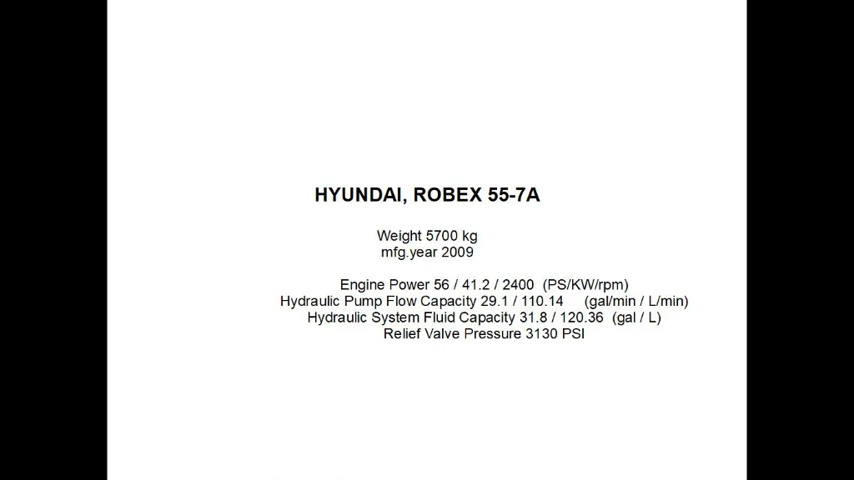 HYUNDAI, ROBEX 55-7A
Weight 5700 kg
mfg.year 2009
Engine Power 56 / 41.2 / 2400 (PS/KW/rpm)
Hydraulic Pump Flow Capacity 29.1 / 110.14 (gal/min / L/min)
Hydraulic System Fluid Capacity 31.8 / 120.36 (gal / L)
Relief Valve Pressure 3130 PSI